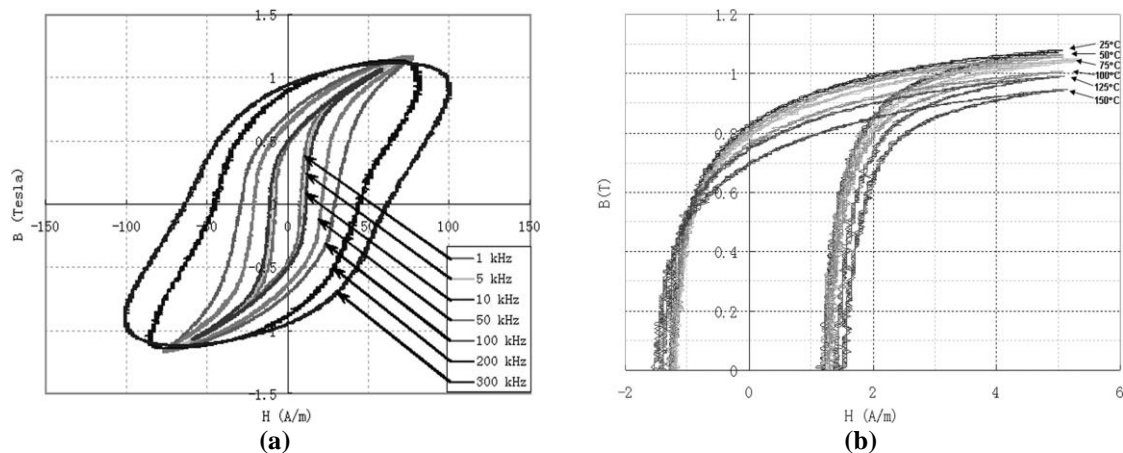 1.5
1
0.5
0
-0.5
-1
-1.5
-150
-100
-50
0
50
100
150
B (Tesla)
H (A/m)
1 kHz
5 kHz
10 kHz
50 kHz
100 kHz
200 kHz
300 kHz
(a)
1.2
1.0
0.8
0.6
0.4
0.2
0
-2
0
2
4
6
B(T)
H (A/m)
25°C
50°C
75°C
100°C
125°C
150°C
(b)